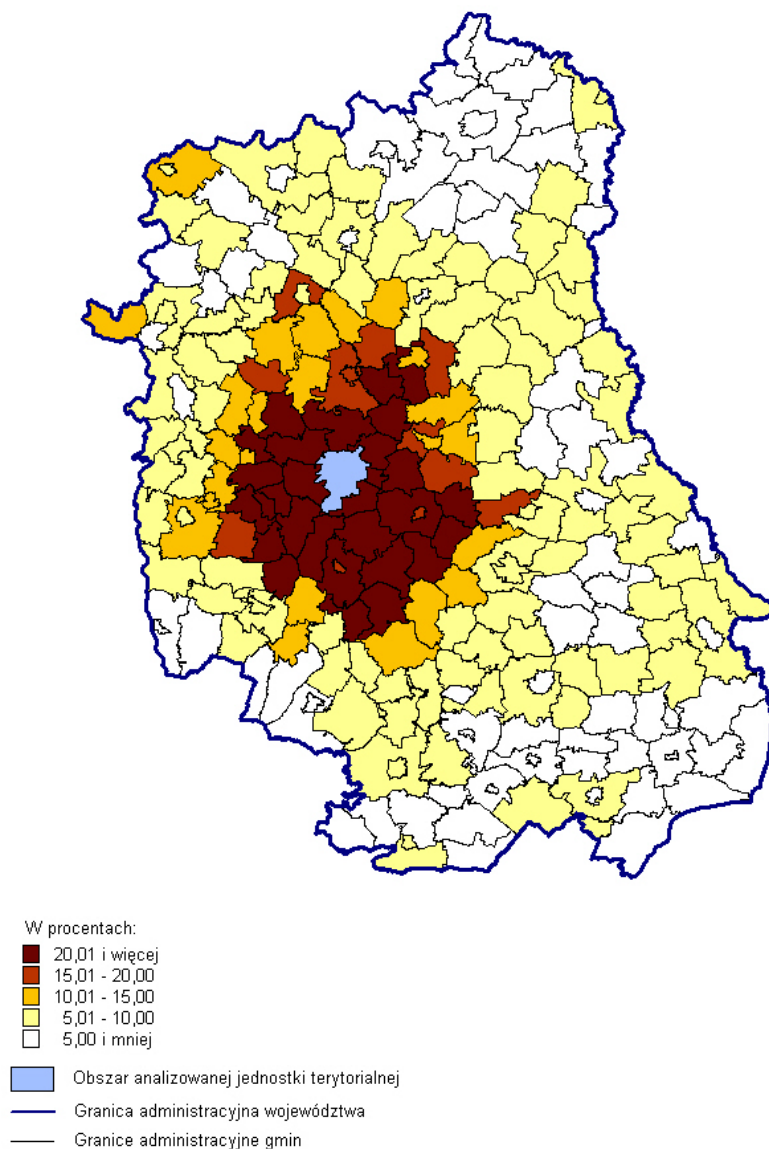 W procentach:
20,01 i więcej
15,01 - 20,00
10,01 - 15,00
5,01 - 10,00
5,00 i mniej
Obszar analizowanej jednostki terytorialnej
Granica administracyjna województwa
Granice administracyjne gmin